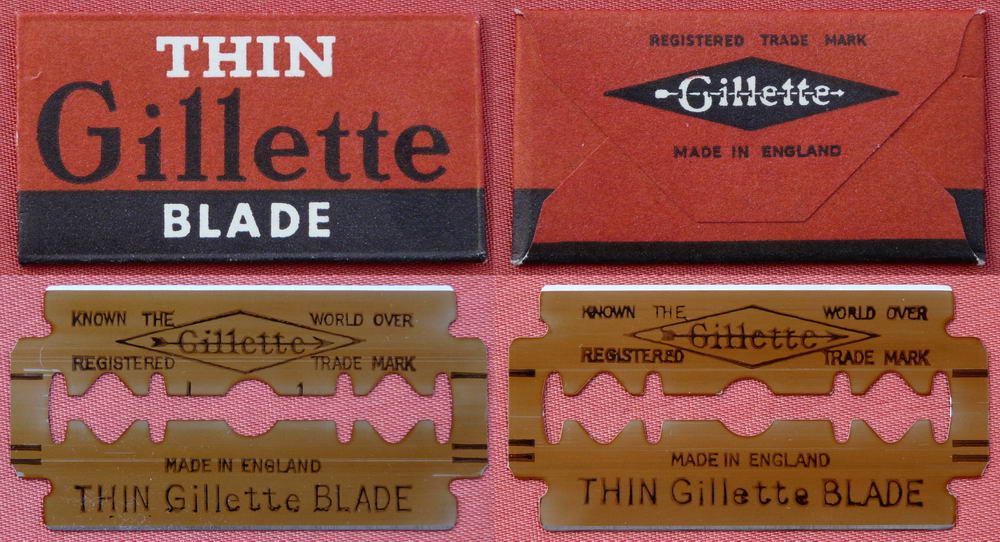 THIN
Gillette
BLADE
REGISTERED TRADE MARK
Gillette
MADE IN ENGLAND
KNOWN THE WORLD OVER
Gillette
REGISTERED TRADE MARK
MADE IN ENGLAND
THIN Gillette BLADE
KNOWN THE WORLD OVER
Gillette
REGISTERED TRADE MARK
MADE IN ENGLAND
THIN Gillette BLADE